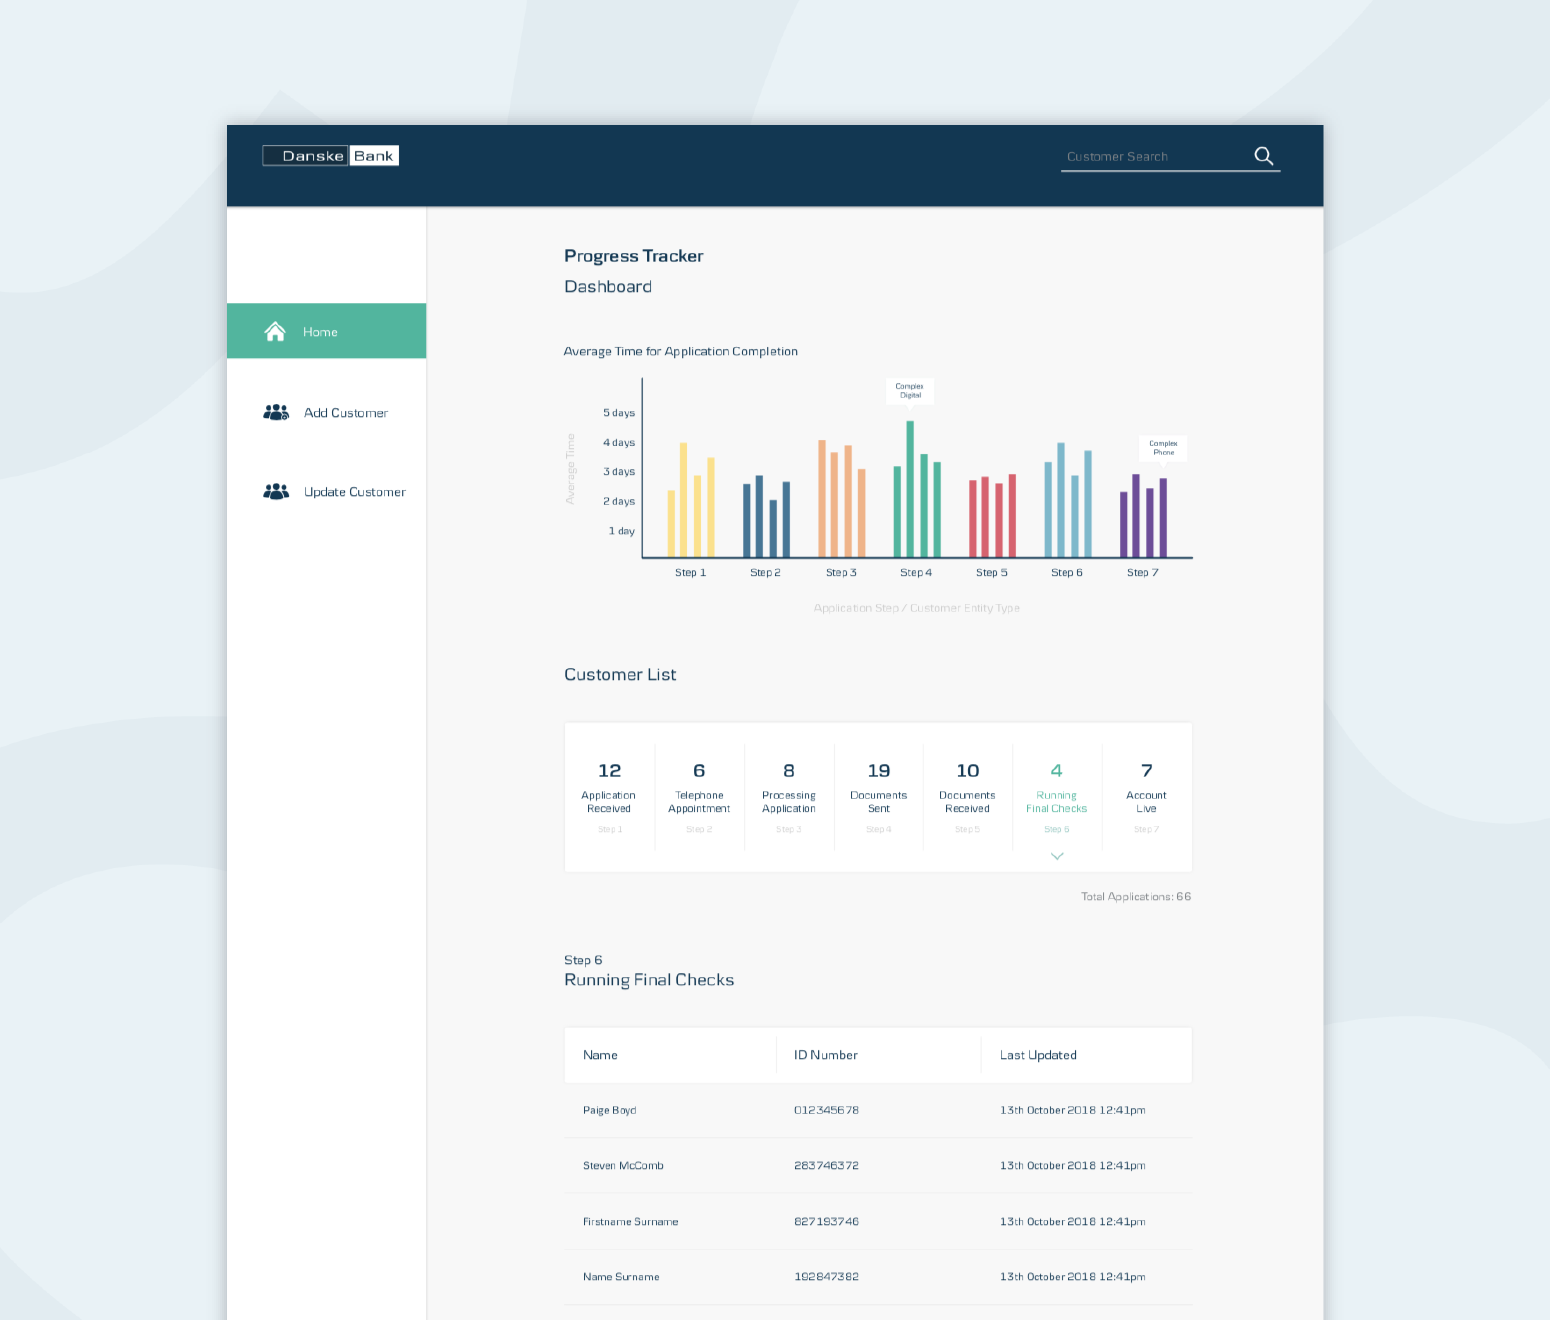 Danske Bank
Customer Search
Progress Tracker
Dashboard
Home
Add Customer
Update Customer
Average Time for Application Completion
Complex
Digital
Complex
Phone
Average Time
5 days
4 days
3 days
2 days
1 day
Step 1 Step 2 Step 3 Step 4 Step 5 Step 6 Step 7
Application Step / Customer Entity Type
Customer List
12 6 8 19 10 4 7
Application Telephone Processing Documents Documents Running Account
Received Appointment Application Sent Received Final Checks Live
Step 1 Step 2 Step 3 Step 4 Step 5 Step 6 Step 7
Total Applications: 66
Step 6
Running Final Checks
Name ID Number Last Updated
Paige Boyd 012345678 13th October 2018 12:41pm
Steven McComb 283746372 13th October 2018 12:41pm
Firstname Surname 827193746 13th October 2018 12:41pm
Name Surname 192847382 13th October 2018 12:41pm